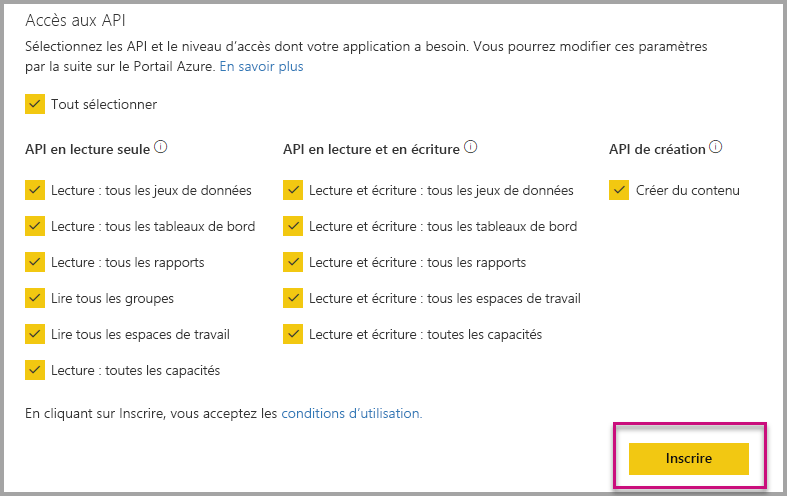 Accès aux API
Sélectionnez les API et le niveau d’accès dont votre application a besoin. Vous pourrez modifier ces paramètres
par la suite sur le Portail Azure. En savoir plus
Tout sélectionner
API en lecture seule
Lecture : tous les jeux de données
Lecture : tous les tableaux de bord
Lecture : tous les rapports
Lire tous les groupes
Lire tous les espaces de travail
Lecture : toutes les capacités
API en lecture et en écriture
Lecture et écriture : tous les jeux de données
Lecture et écriture : tous les tableaux de bord
Lecture et écriture : tous les rapports
Lecture et écriture : tous les espaces de travail
Lecture et écriture : toutes les capacités
API de création
Créer du contenu
En cliquant sur Inscrire, vous acceptez les conditions d’utilisation.
Inscrire